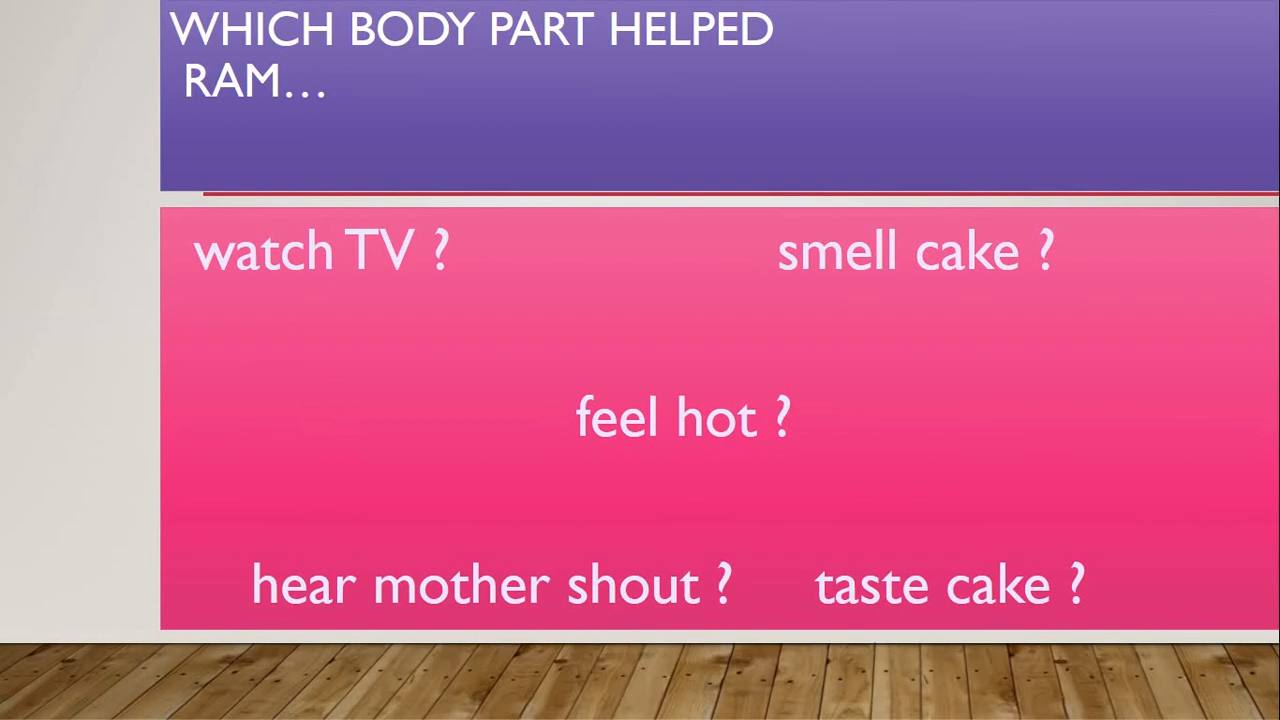 WHICH BODY PART HELPED
RAM...
watch TV ? smell cake ?
feel hot ?
hear mother shout ? taste cake ?